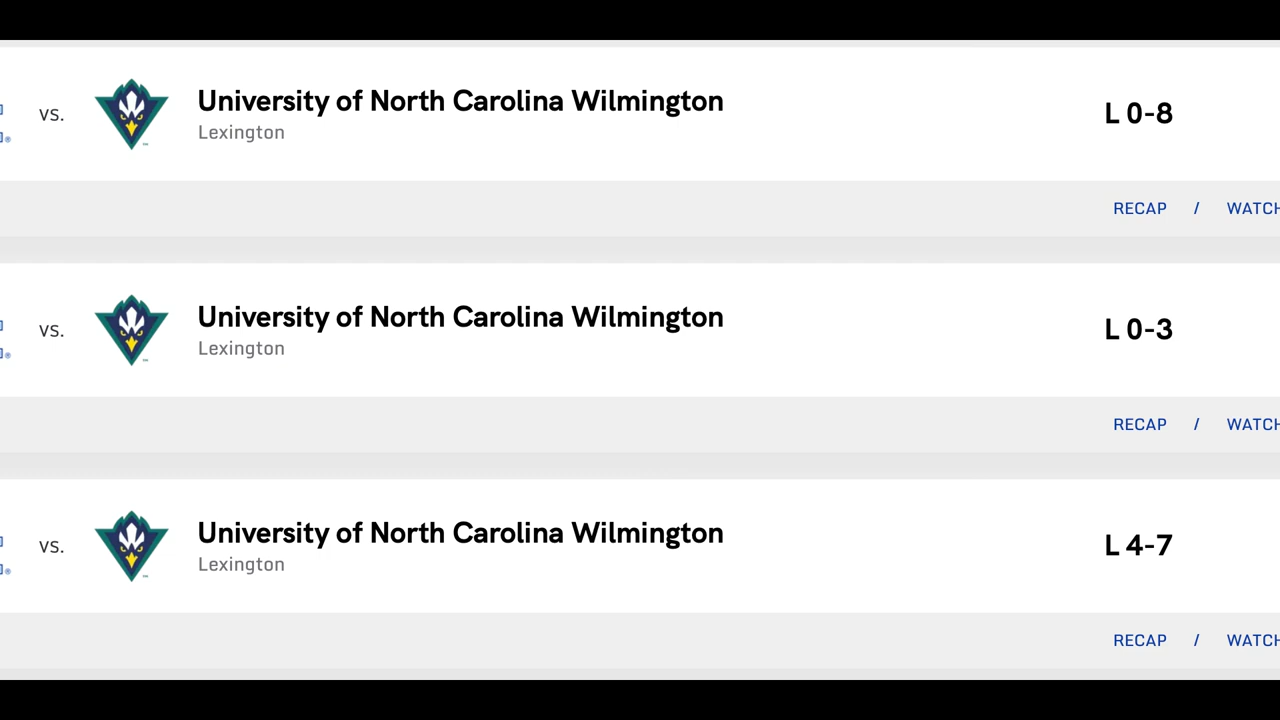 vs.
University of North Carolina Wilmington
Lexington
L 0-8
RECAP / WATCH
vs.
University of North Carolina Wilmington
Lexington
L 0-3
RECAP / WATCH
vs.
University of North Carolina Wilmington
Lexington
L 4-7
RECAP / WATCH